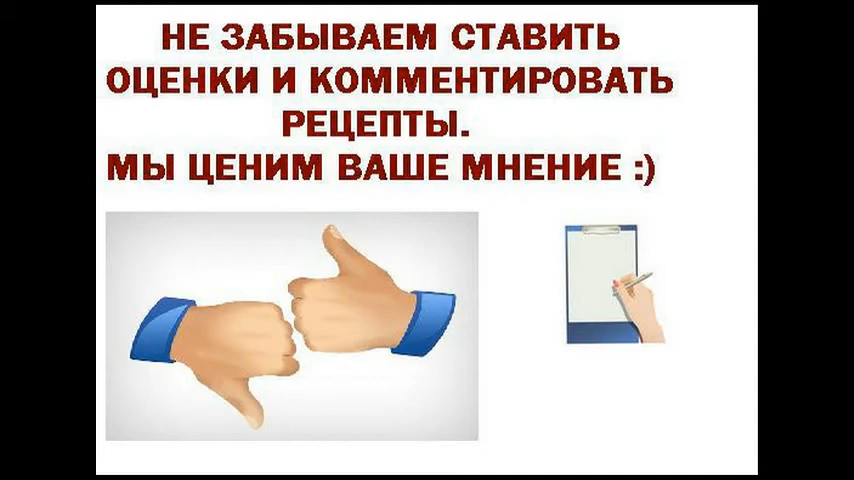 НЕ ЗАБЫВАЕМ СТАВИТЬ
ОЦЕНКИ И КОММЕНТИРОВАТЬ
РЕЦЕПТЫ.
МЫ ЦЕНИМ ВАШЕ МНЕНИЕ :)